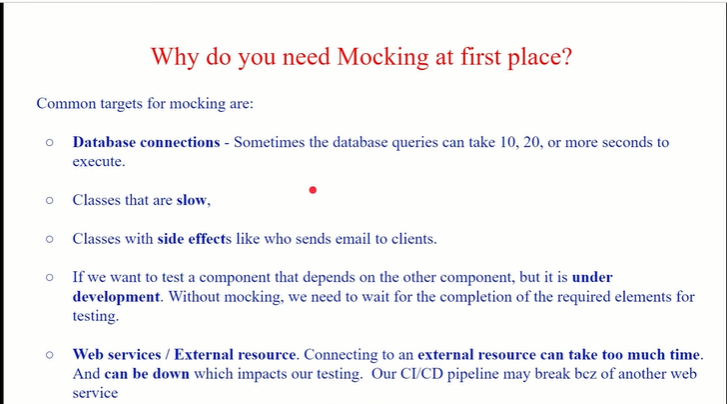 Why do you need Mocking at first place?
Common targets for mocking are:
○ Database connections - Sometimes the database queries can take 10, 20, or more seconds to
execute.
○ Classes that are slow,
○ Classes with side effects like who sends email to clients.
○ If we want to test a component that depends on the other component, but it is under
development. Without mocking, we need to wait for the completion of the required elements for
testing.
○ Web services / External resource. Connecting to an external resource can take too much time.
And can be down which impacts our testing. Our CI/CD pipeline may break bcz of another web
service